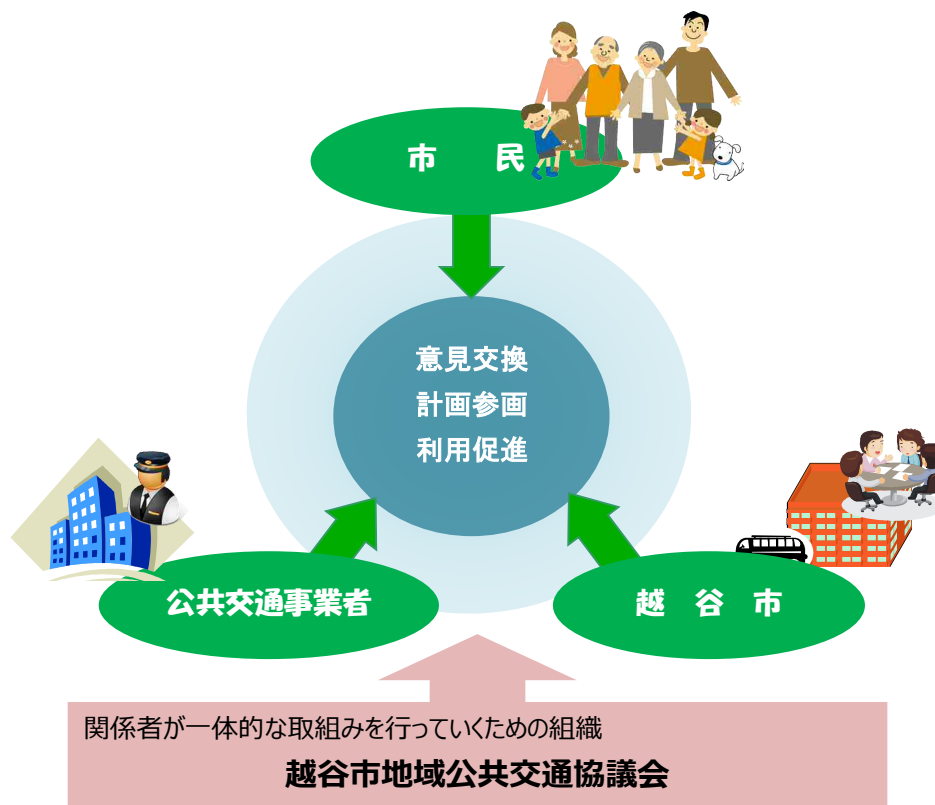 市　民
意見交換
計画参画
利用促進
公共交通事業者
越　谷　市
関係者が一体的な取組みを行っていくための組織
越谷市地域公共交通協議会